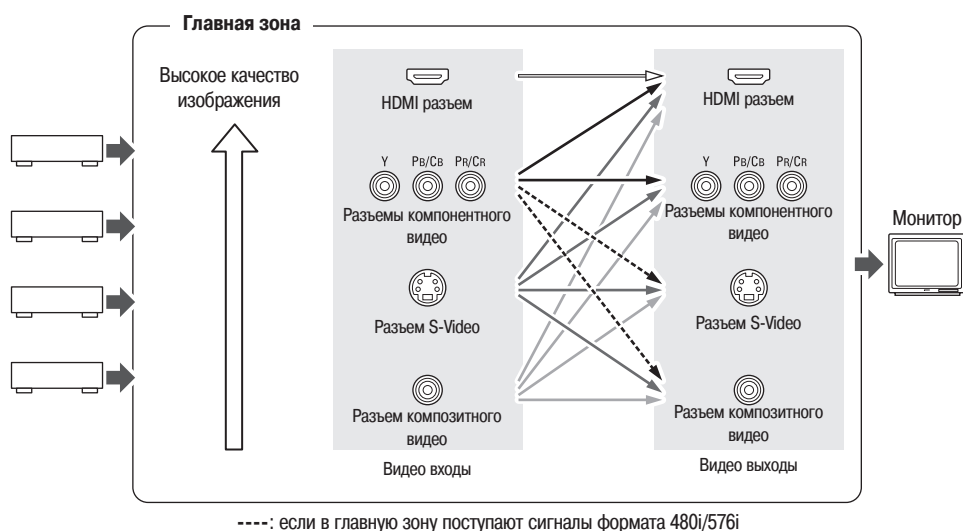 Главная зона
Высокое качество
изображения
HDMI разъем
HDMI разъем
Y PB/CB PR/CR
Y PB/CB PR/CR
Разъемы компонентного
видео
Разъемы компонентного
видео
Монитор
Разъем S-Video
Разъем S-Video
Разъем композитного
видео
Разъем композитного
видео
Видео входы
Видео выходы
----: если в главную зону поступают сигналы формата 480i/576i